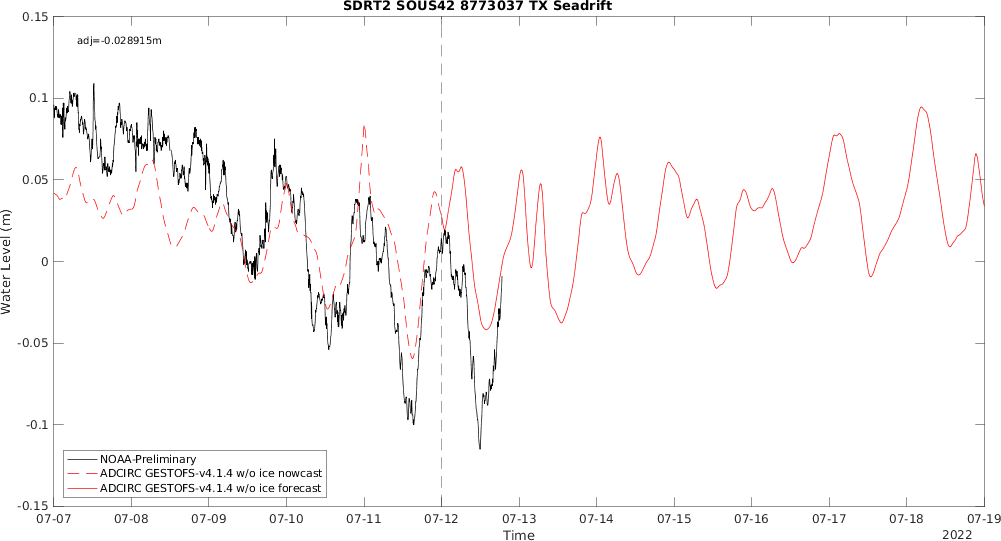 SDRT2 SOUS42 8773037 TX Seadrift
adj=-0.028915m
0.15
0.1
0.05
0
-0.05
-0.1
-0.15
Water Level (m)
NOAA-Preliminary
ADCIRC GESTOFS-v4.1.4 w/o ice nowcast
ADCIRC GESTOFS-v4.1.4 w/o ice forecast
07-07 07-08 07-09 07-10 07-11 07-12 07-13 07-14 07-15 07-16 07-17 07-18 07-19
Time
2022